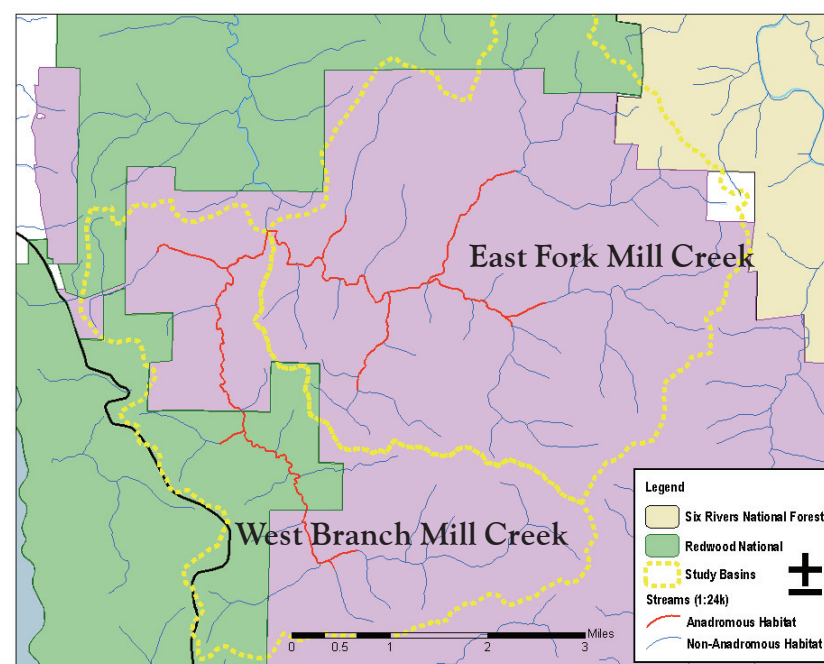 East Fork Mill Creek
West Branch Mill Creek
Legend
Six Rivers National Forest
Redwood National
Study Basins
Streams (1:24k)
Anadromous Habitat
Non-Anadromous Habitat
Miles
0 0.5 1 2 3